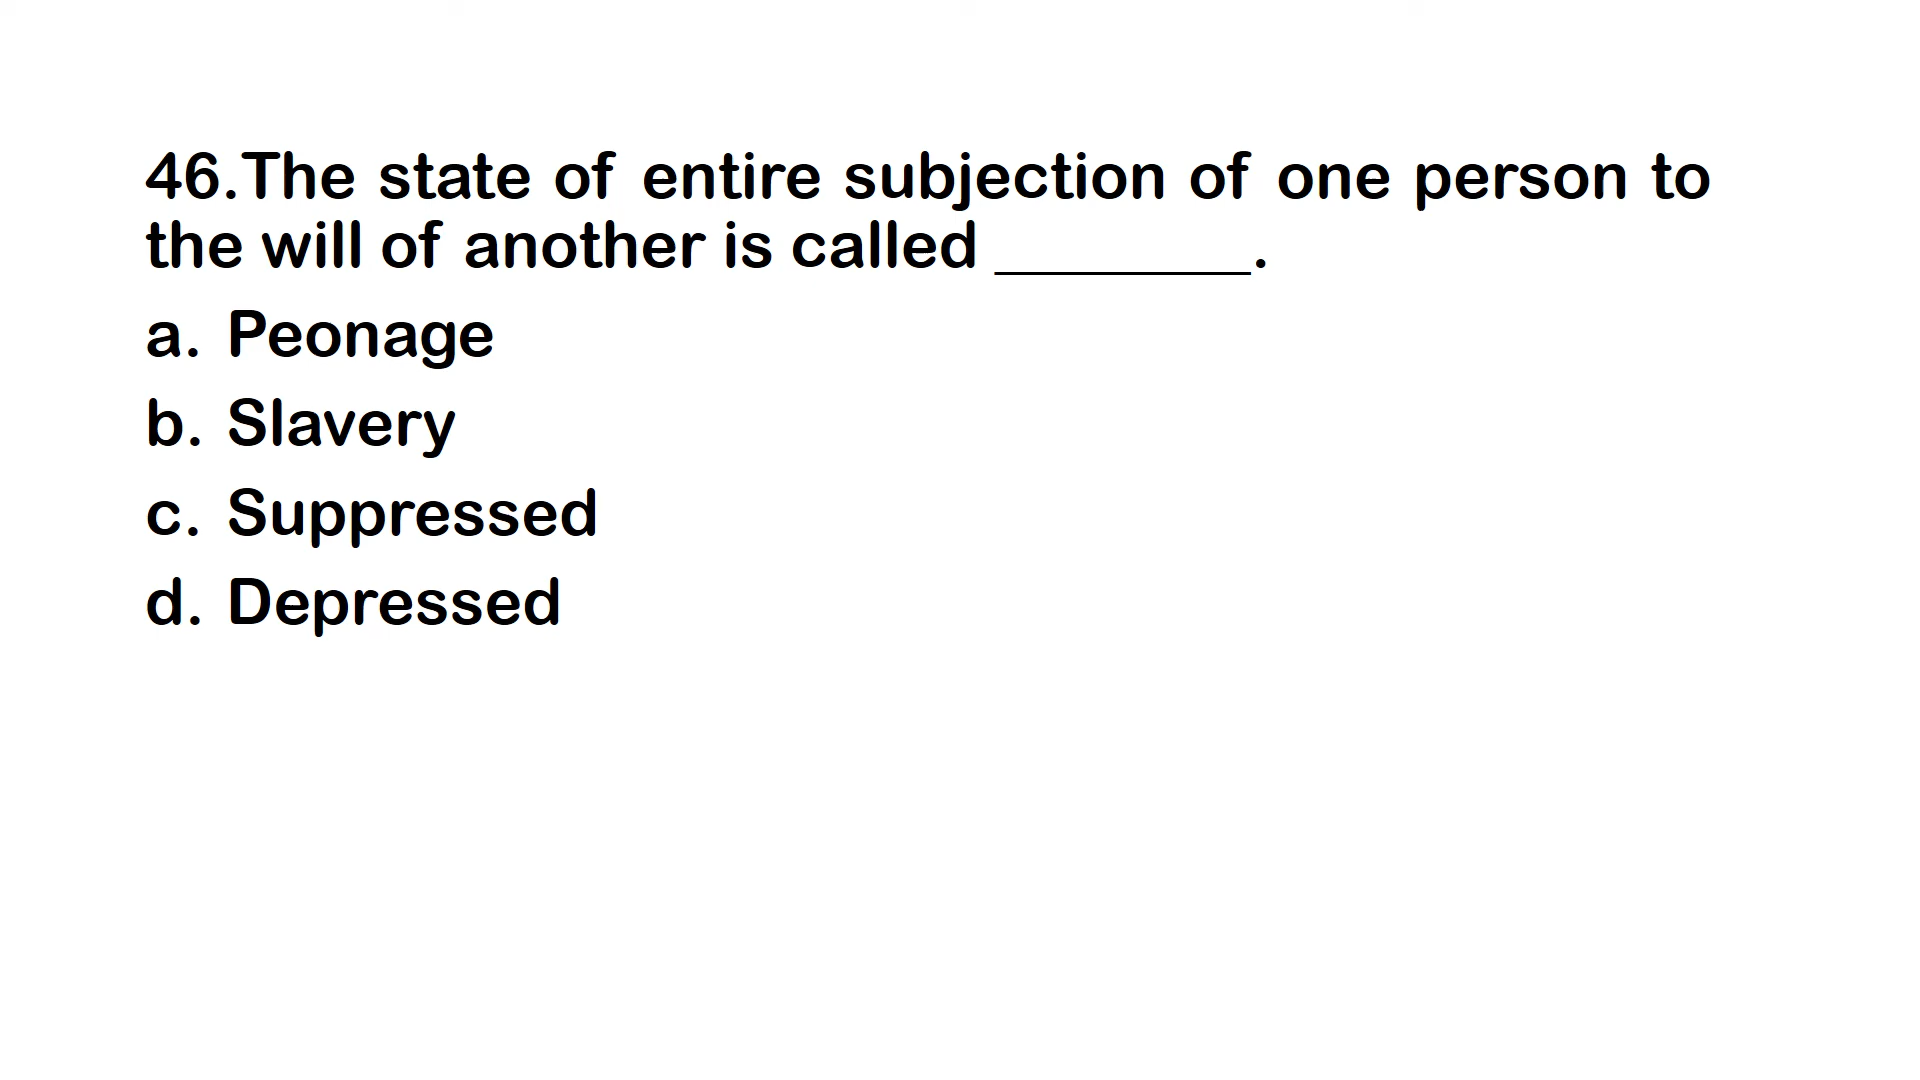 46.The state of entire subjection of one person to
the will of another is called ________.
a. Peonage
b. Slavery
c. Suppressed
d. Depressed